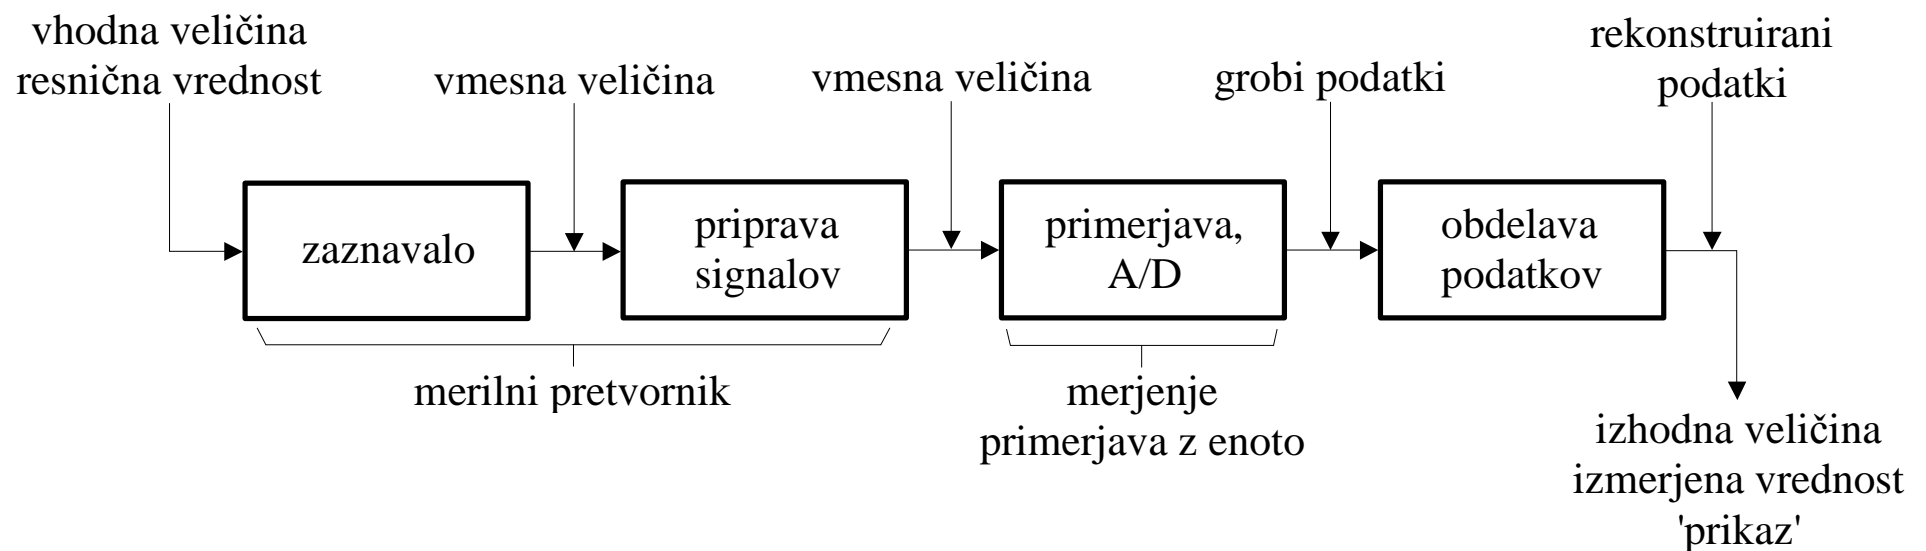 vhodna veličina
resnična vrednost
vmesna veličina
vmesna veličina
grobi podatki
rekonstruirani
podatki
zaznavalo
priprava
signalov
primerjava,
A/D
obdelava
podatkov
merilni pretvornik
merjenje
primerjava z enoto
izhodna veličina
izmerjena vrednost
'prikaz'